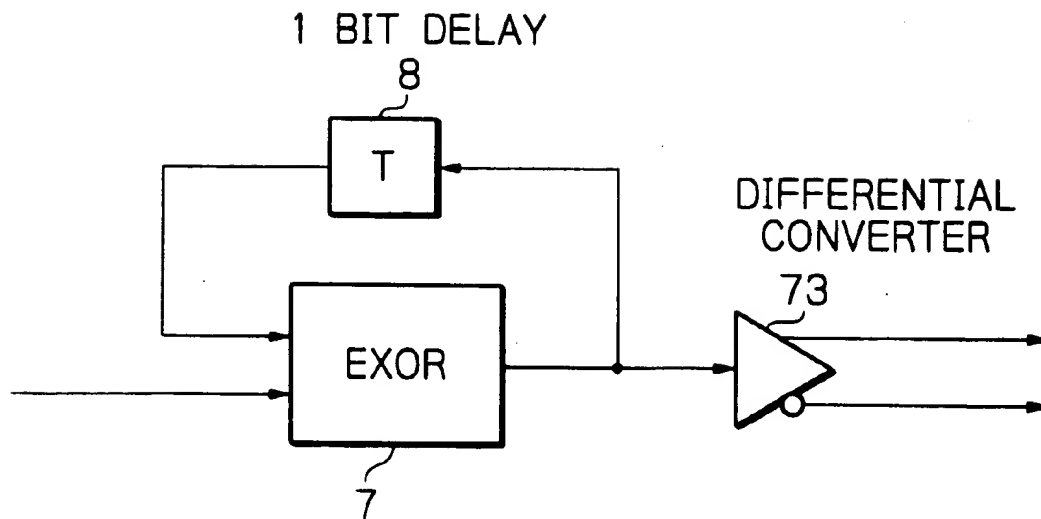 1 BIT DELAY
8
T
DIFFERENTIAL
CONVERTER
73
EXOR
7